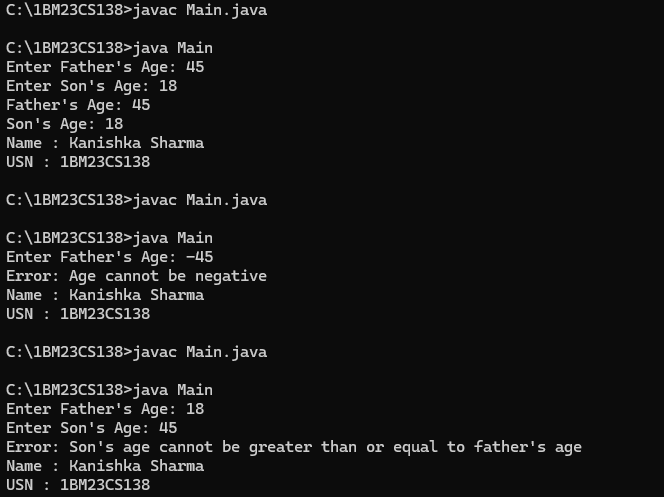 C:\1BM23CS138>javac Main.java
C:\1BM23CS138>java Main
Enter Father's Age: 45
Enter Son's Age: 18
Father's Age: 45
Son's Age: 18
Name : Kanishka Sharma
USN : 1BM23CS138
C:\1BM23CS138>javac Main.java
C:\1BM23CS138>java Main
Enter Father's Age: -45
Error: Age cannot be negative
Name : Kanishka Sharma
USN : 1BM23CS138
C:\1BM23CS138>javac Main.java
C:\1BM23CS138>java Main
Enter Father's Age: 18
Enter Son's Age: 45
Error: Son's age cannot be greater than or equal to father's age
Name : Kanishka Sharma
USN : 1BM23CS138